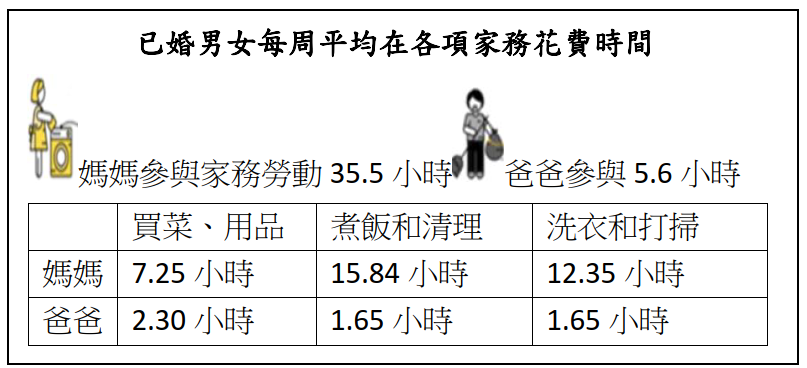 已婚男女每周平均在各項家務花費時間
媽媽參與家務勞動 35.5 小時 爸爸參與 5.6 小時
買菜、用品 煮飯和清理 洗衣和打掃
媽媽 7.25 小時 15.84 小時 12.35 小時
爸爸 2.30 小時 1.65 小時 1.65 小時